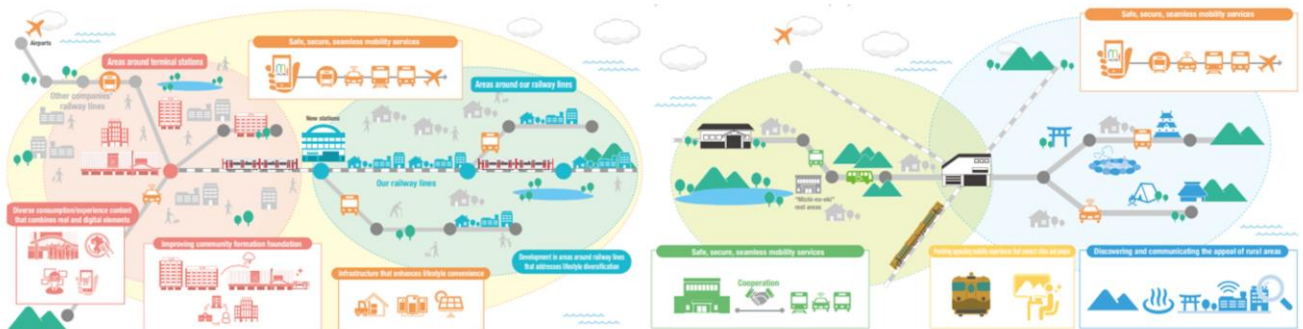 Airports
Areas around terminal stations
Safe, secure, seamless mobility services
Areas around our railway lines
Other companies'
railway lines
New stations
Our railway lines
Diverse consumption/experience content
that combines real and digital elements
Improving community formation foundation
Infrastructure that enhances lifestyle convenience
Development in areas around railway lines
that addresses lifestyle diversification
Safe, secure, seamless mobility services
"Michi-no-eki"
rest areas
Safe, secure, seamless mobility services
Cooperation
Discovering and communicating the appeal of rural areas